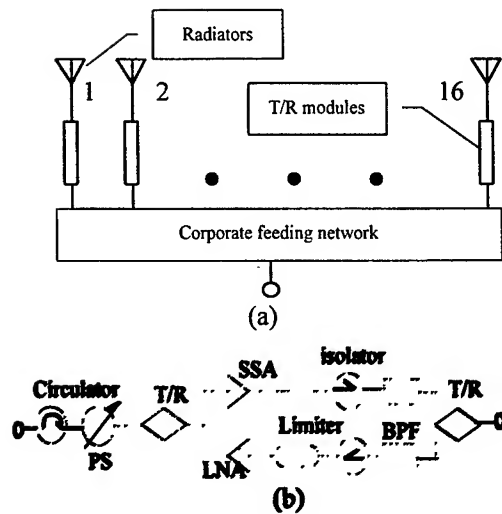 Radiators
1
2
16
T/R modules
Corporate feeding network
(a)
SSA
isolator
Circulator
T/R
T/R
Limiter
BPF
PS
LNA
(b)